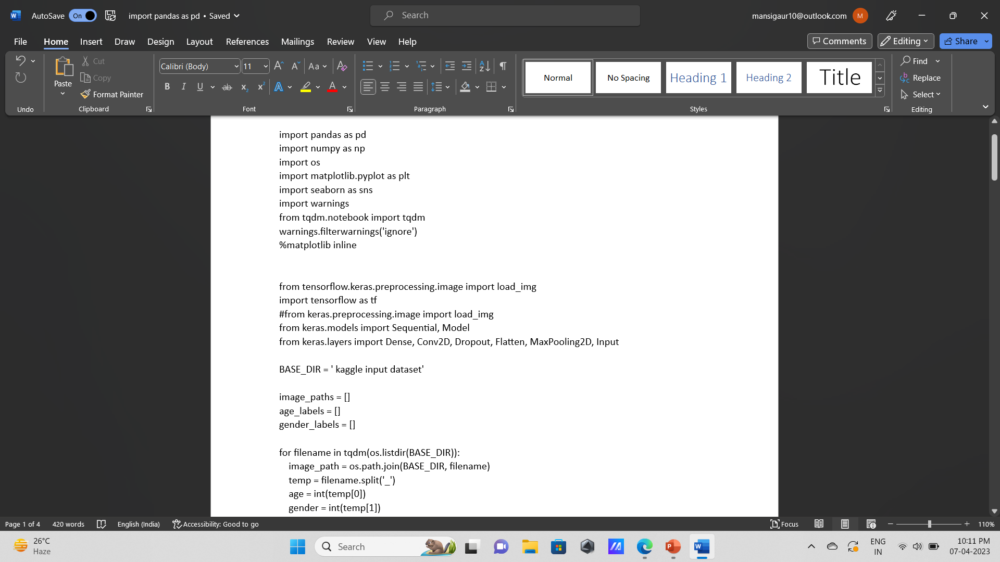 AutoSave On import pandas as pd • Saved Search mansigaur10@outlook.com M
File Home Insert Draw Design Layout References Mailings Review View Help Comments Editing Share
Paste Cut Copy Format Painter
Calibri (Body) 11 Aa
Normal No Spacing Heading 1 Heading 2 Title
Find Replace Select
Undo Clipboard Font Paragraph Styles Editing
import pandas as pd
import numpy as np
import os
import matplotlib.pyplot as plt
import seaborn as sns
import warnings
from tqdm.notebook import tqdm
warnings.filterwarnings('ignore')
%matplotlib inline
from tensorflow.keras.preprocessing.image import load_img
import tensorflow as tf
#from keras.preprocessing.image import load_img
from keras.models import Sequential, Model
from keras.layers import Dense, Conv2D, Dropout, Flatten, MaxPooling2D, Input
BASE_DIR = ' kaggle input dataset'
image_paths = []
age_labels = []
gender_labels = []
for filename in tqdm(os.listdir(BASE_DIR)):
    image_path = os.path.join(BASE_DIR, filename)
    temp = filename.split('_')
    age = int(temp[0])
    gender = int(temp[1])
Page 1 of 4 420 words English (India) Accessibility: Good to go Focus 110%
26°C
Haze
Search
ENG
IN
10:11 PM
07-04-2023